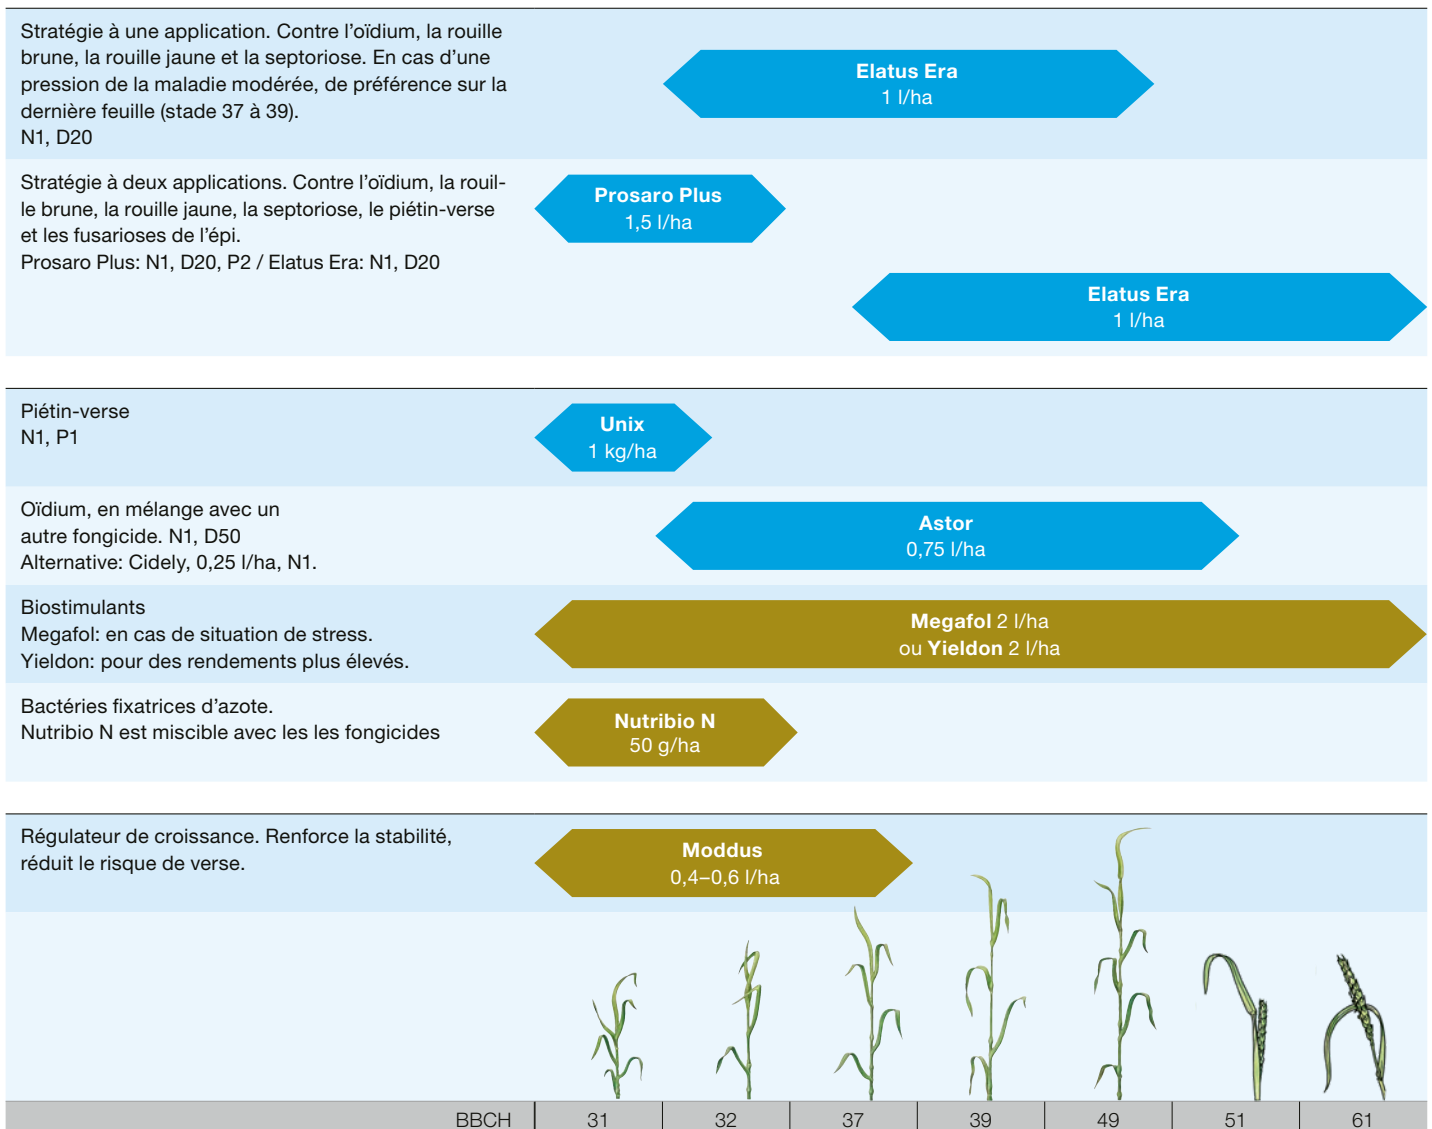 Stratégie à une application. Contre l’oïdium, la rouille
brune, la rouille jaune et la septoriose. En cas d’une
pression de la maladie modérée, de préférence sur la
dernière feuille (stade 37 à 39).
N1, D20
Elatus Era
1 l/ha
Stratégie à deux applications. Contre l’oïdium, la rouil-
le brune, la rouille jaune, la septoriose, le piétin-verse
et les fusarioses de l’épi.
Prosaro Plus: N1, D20, P2 / Elatus Era: N1, D20
Prosaro Plus
1,5 l/ha
Elatus Era
1 l/ha
Piétin-verse
N1, P1
Unix
1 kg/ha
Oïdium, en mélange avec un
autre fongicide. N1, D50
Alternative: Cidely, 0,25 l/ha, N1.
Astor
0,75 l/ha
Biostimulants
Megafol: en cas de situation de stress.
Yieldon: pour des rendements plus élevés.
Megafol 2 l/ha
ou Yieldon 2 l/ha
Bactéries fixatrices d’azote.
Nutribio N est miscible avec les les fongicides
Nutribio N
50 g/ha
Régulateur de croissance. Renforce la stabilité,
réduit le risque de verse.
Moddus
0,4–0,6 l/ha
BBCH 31 32 37 39 49 51 61